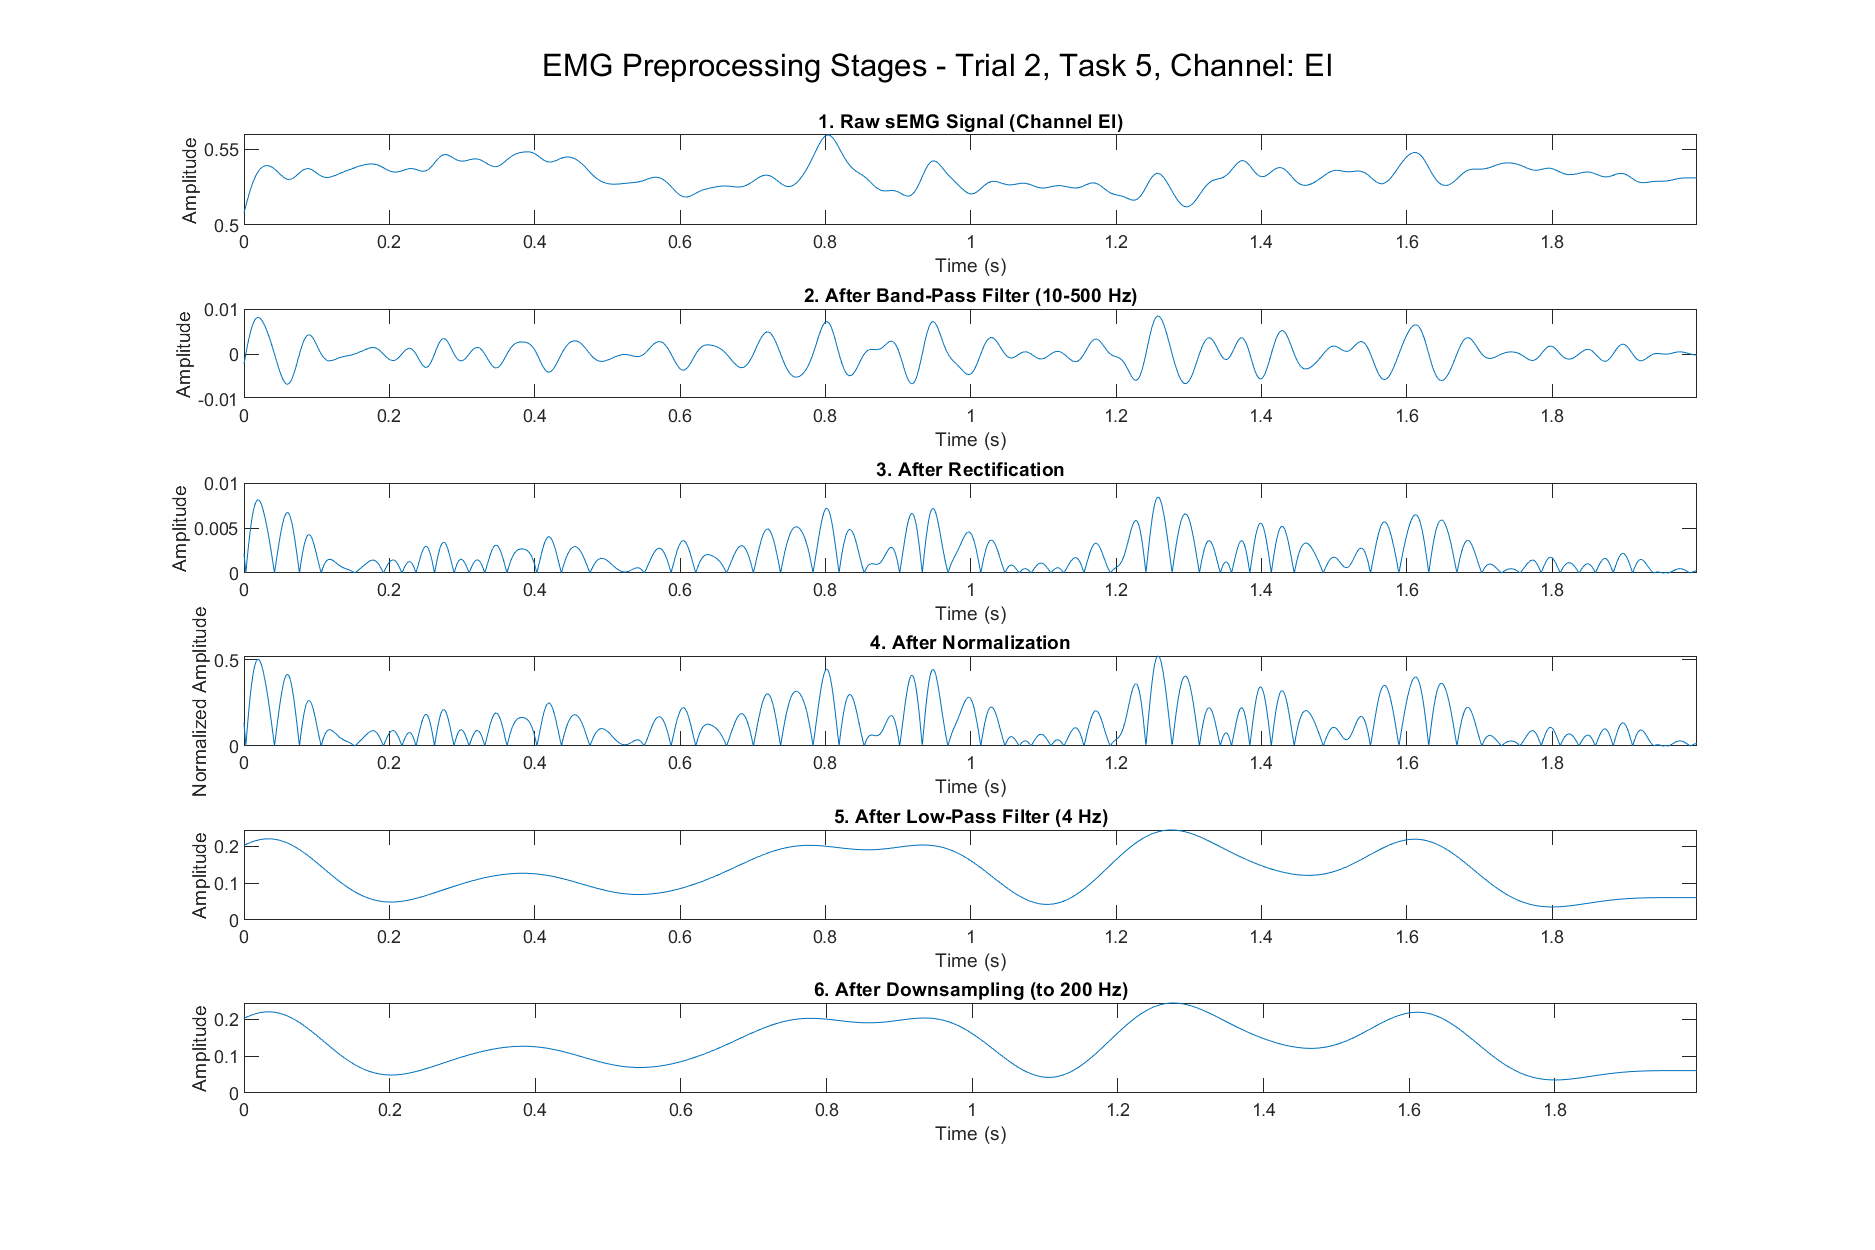 EMG Preprocessing Stages - Trial 2, Task 5, Channel: EI
1. Raw sEMG Signal (Channel EI)
Amplitude
0.55
0.5
0 0.2 0.4 0.6 0.8 1 1.2 1.4 1.6 1.8
Time (s)
2. After Band-Pass Filter (10-500 Hz)
Amplitude
0.01
0
-0.01
0 0.2 0.4 0.6 0.8 1 1.2 1.4 1.6 1.8
Time (s)
3. After Rectification
Amplitude
0.01
0.005
0
0 0.2 0.4 0.6 0.8 1 1.2 1.4 1.6 1.8
Time (s)
4. After Normalization
Normalized Amplitude
0.5
0
0 0.2 0.4 0.6 0.8 1 1.2 1.4 1.6 1.8
Time (s)
5. After Low-Pass Filter (4 Hz)
Amplitude
0.2
0.1
0
0 0.2 0.4 0.6 0.8 1 1.2 1.4 1.6 1.8
Time (s)
6. After Downsampling (to 200 Hz)
Amplitude
0.2
0.1
0
0 0.2 0.4 0.6 0.8 1 1.2 1.4 1.6 1.8
Time (s)